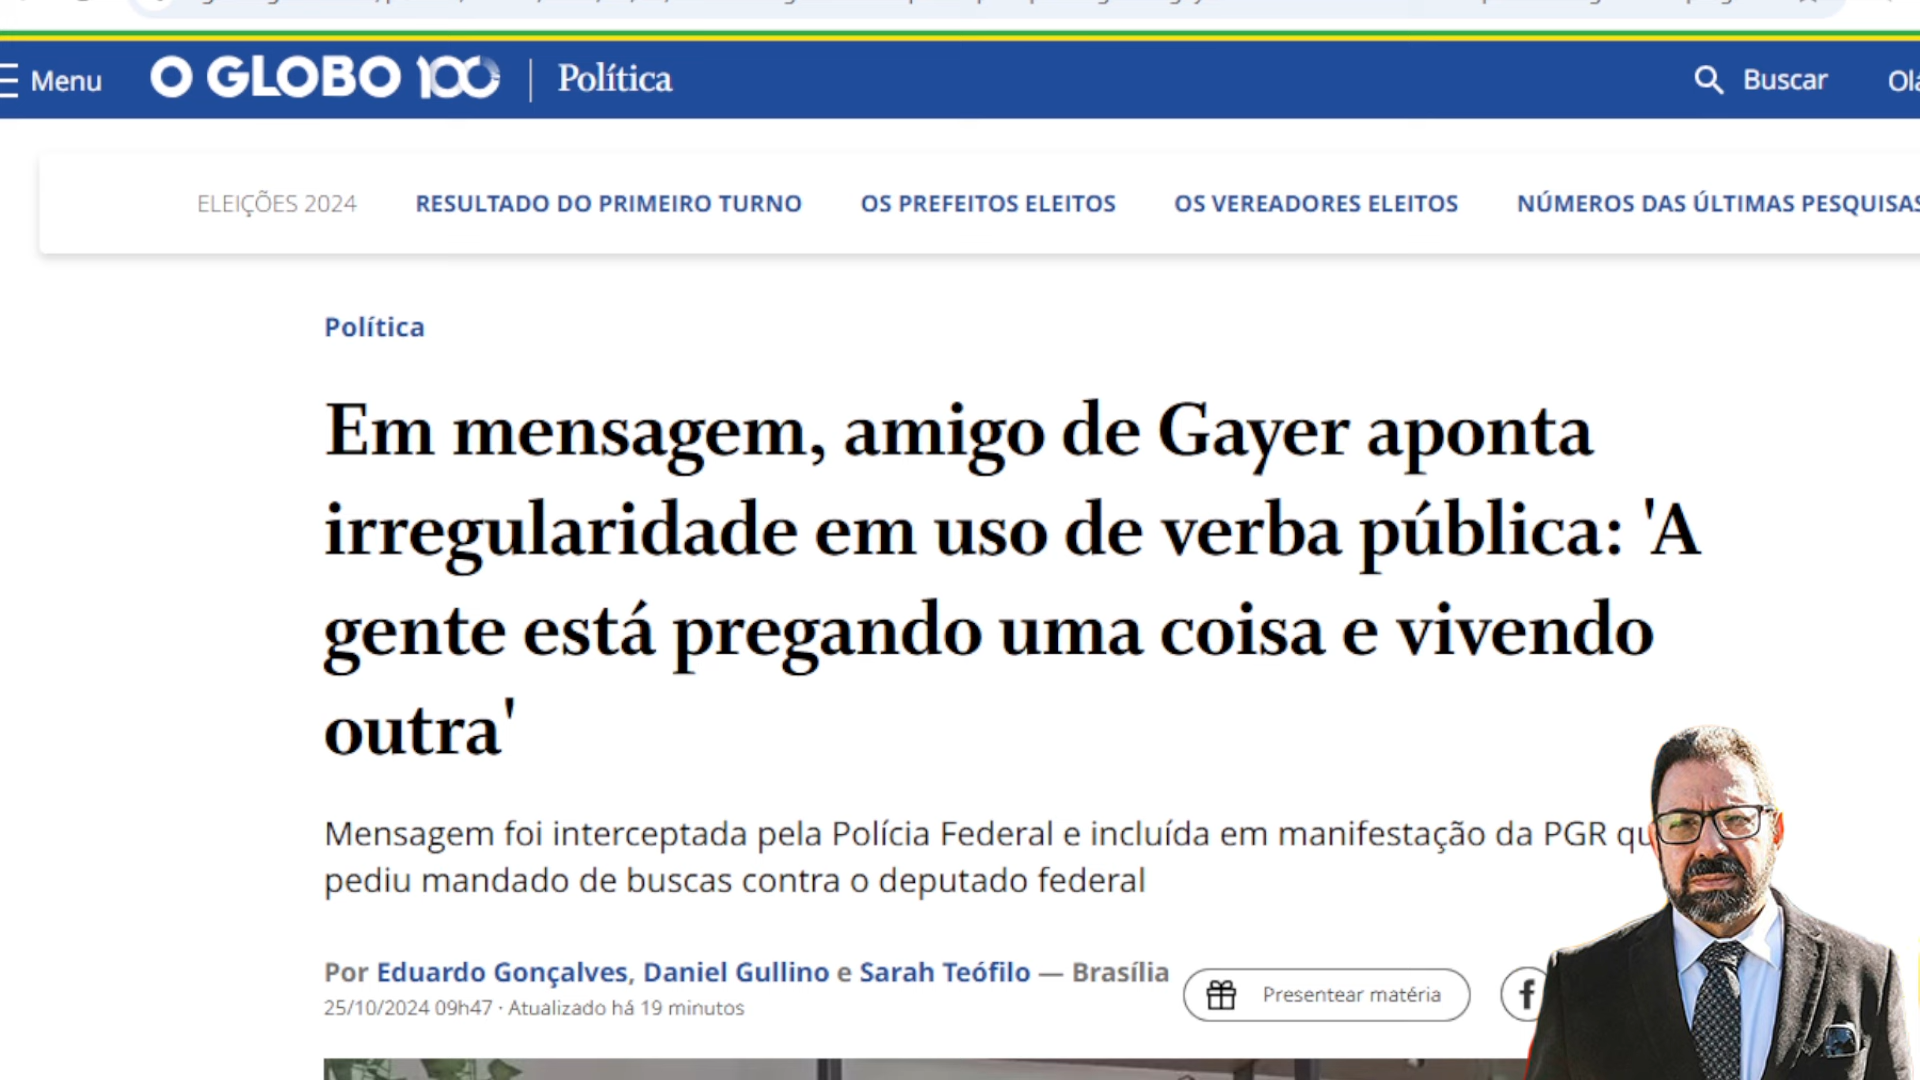 Menu
O GLOBO 100
Política
Buscar
ELEIÇÕES 2024
RESULTADO DO PRIMEIRO TURNO
OS PREFEITOS ELEITOS
OS VEREADORES ELEITOS
NÚMEROS DAS ÚLTIMAS PESQUISAS
Política
Em mensagem, amigo de Gayer aponta
irregularidade em uso de verba pública: 'A
gente está pregando uma coisa e vivendo
outra'
Mensagem foi interceptada pela Polícia Federal e incluída em manifestação da PGR
pediu mandado de buscas contra o deputado federal
Por Eduardo Gonçalves, Daniel Gullino e Sarah Teófilo — Brasília
25/10/2024 09h47 · Atualizado há 19 minutos
Presentear matéria